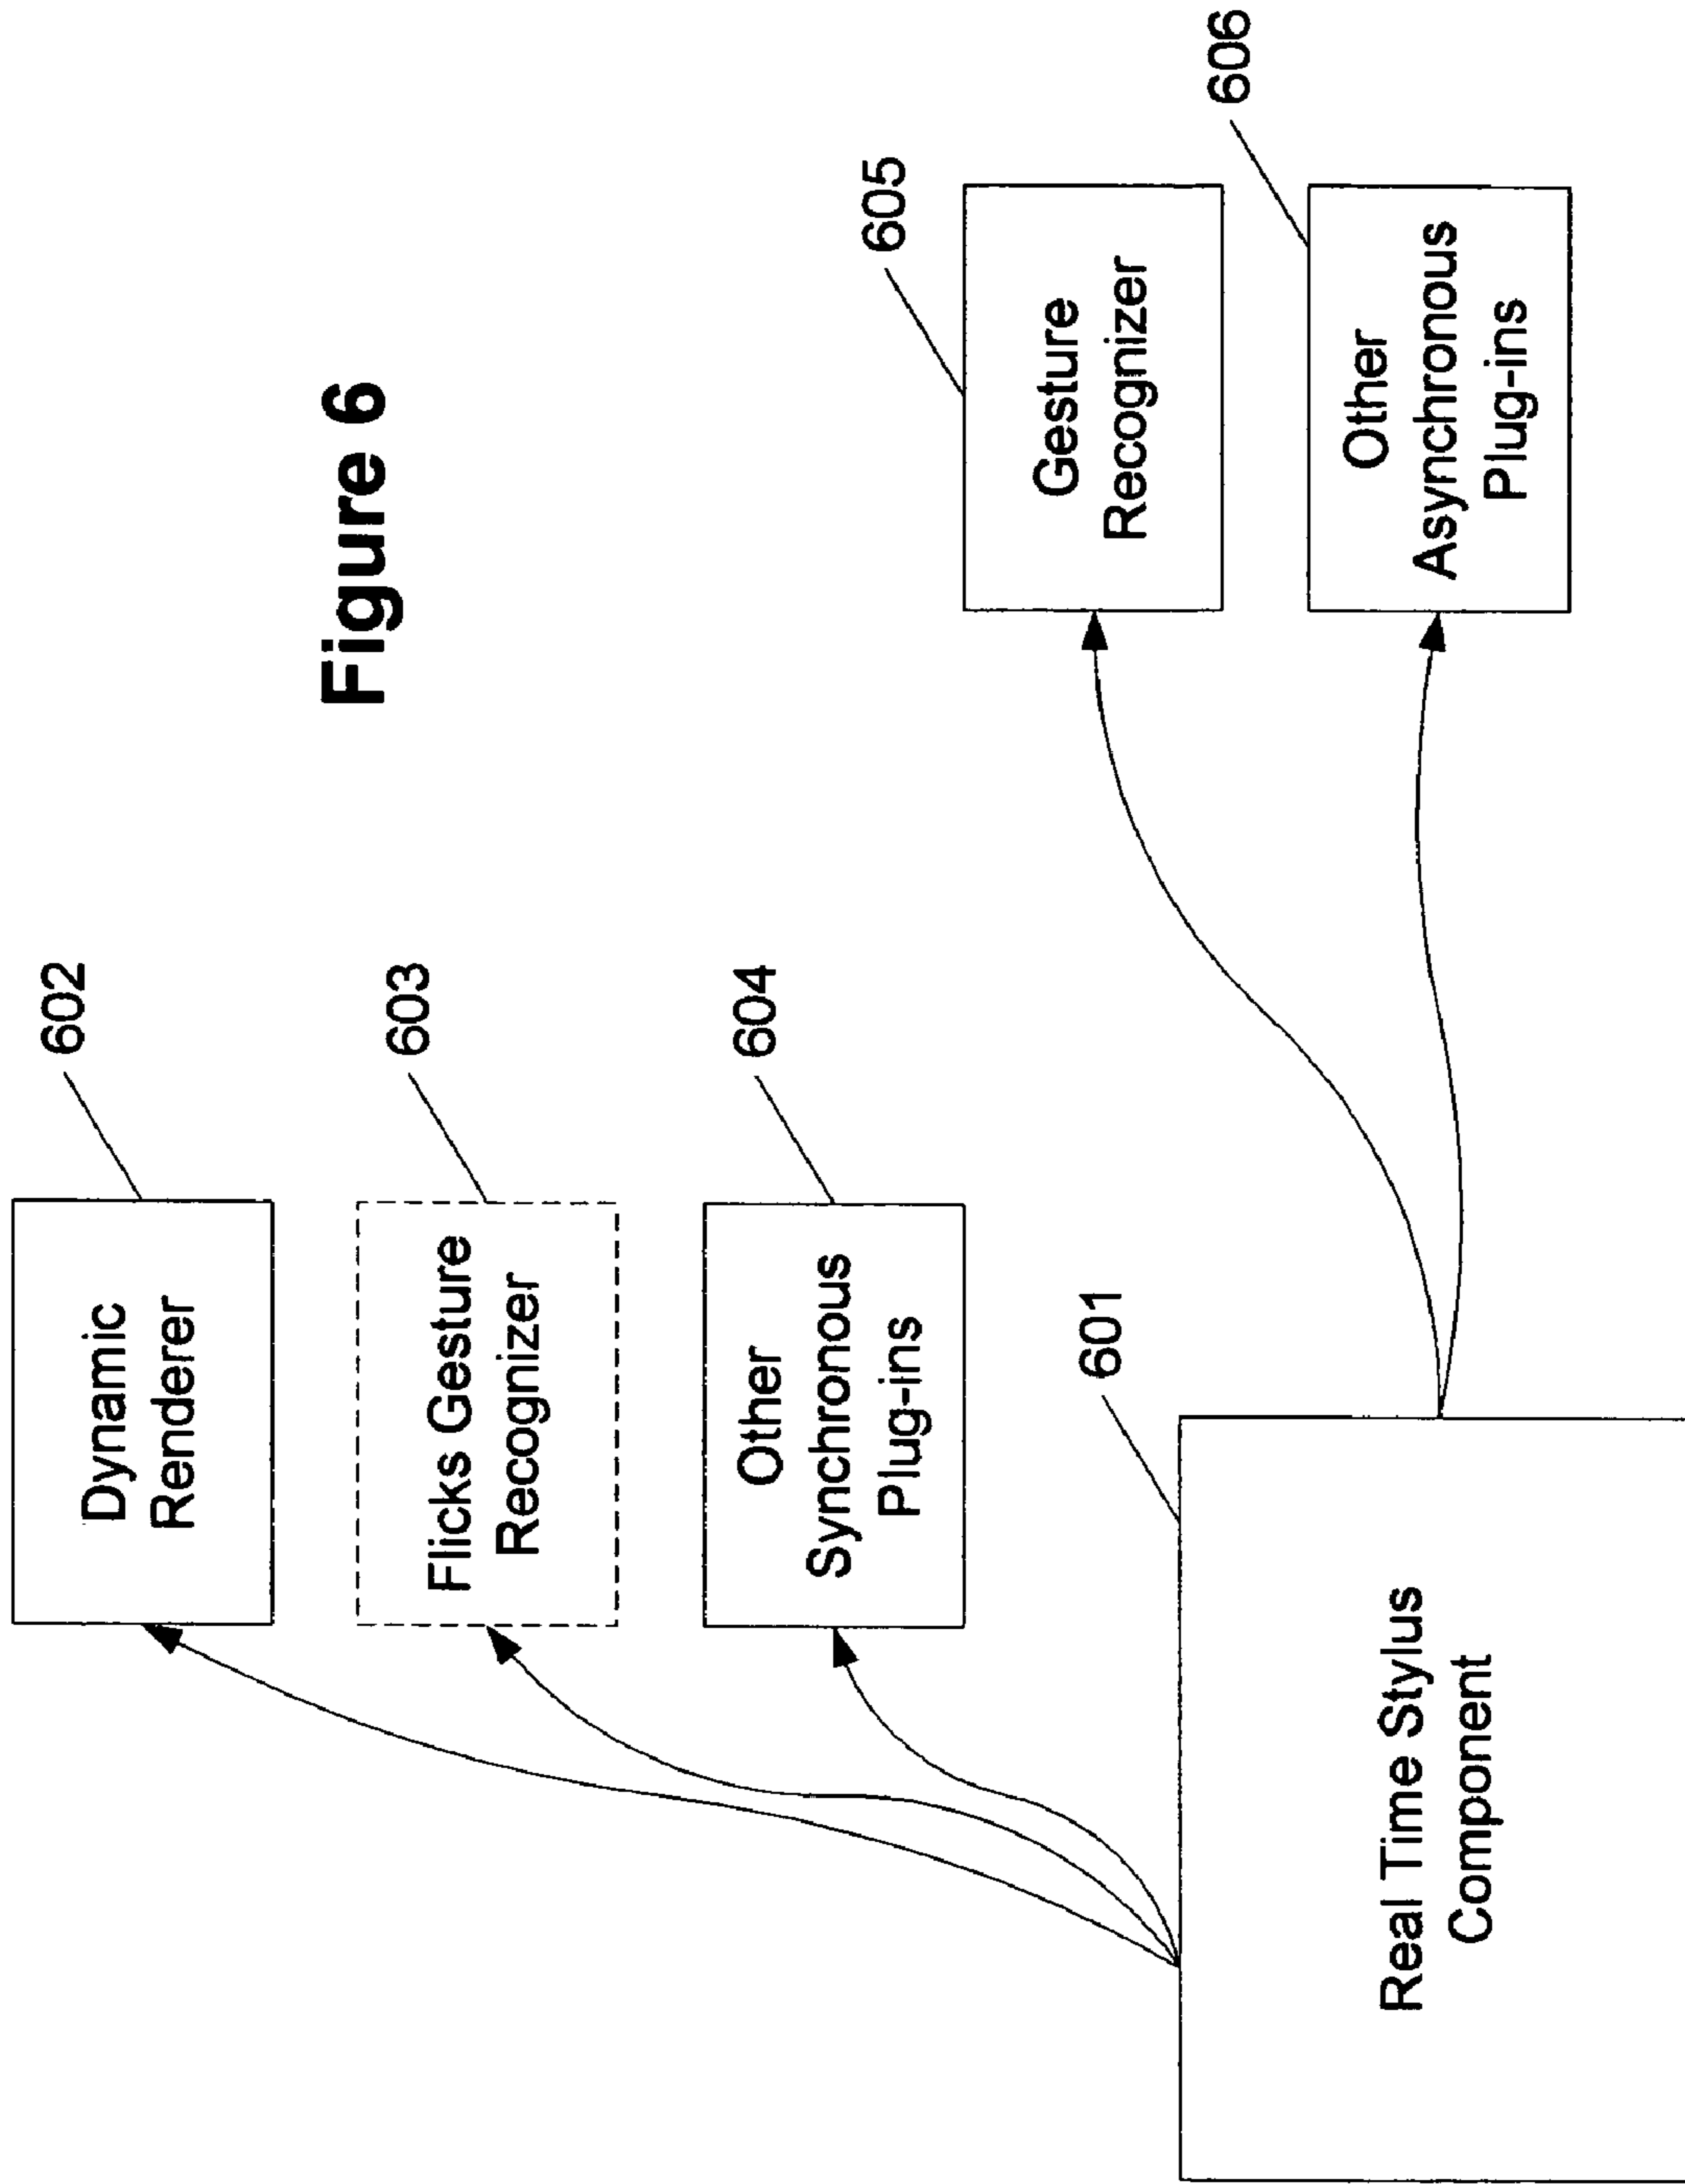 Figure 6
602
Dynamic
Renderer
603
Flicks Gesture
Recognizer
604
Other
Synchronous
Plug-ins
601
Real Time Stylus
Component
605
Gesture
Recognizer
606
Other
Asynchronous
Plug-ins